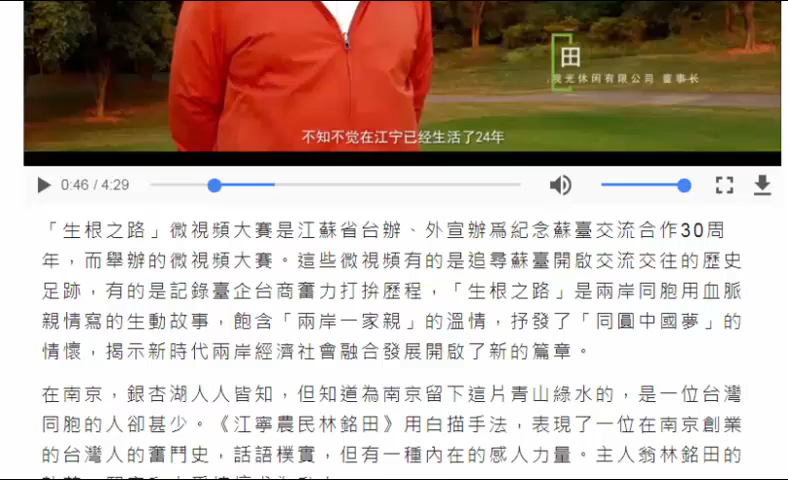 田
观光休闲有限公司 董事长
不知不觉在江宁已经生活了24年
0:46 / 4:29
「生根之路」微視頻大賽是江蘇省台辦、外宣辦爲紀念蘇臺交流合作30周
年，而舉辦的微視頻大賽。這些微視頻有的是追尋蘇臺開啟交流交往的歷史
足跡，有的是記錄臺企台商奮力打拚歷程，「生根之路」是兩岸同胞用血脈
親情寫的生動故事，飽含「兩岸一家親」的溫情，抒發了「同圓中國夢」的
情懷，揭示新時代兩岸經濟社會融合發展開啟了新的篇章。
在南京，銀杏湖人人皆知，但知道為南京留下這片青山綠水的，是一位台灣
同胞的人卻甚少。《江寧農民林銘田》用白描手法，表現了一位在南京創業
的台灣人的奮鬥史，話語樸實，但有一種內在的感人力量。主人翁林銘田的